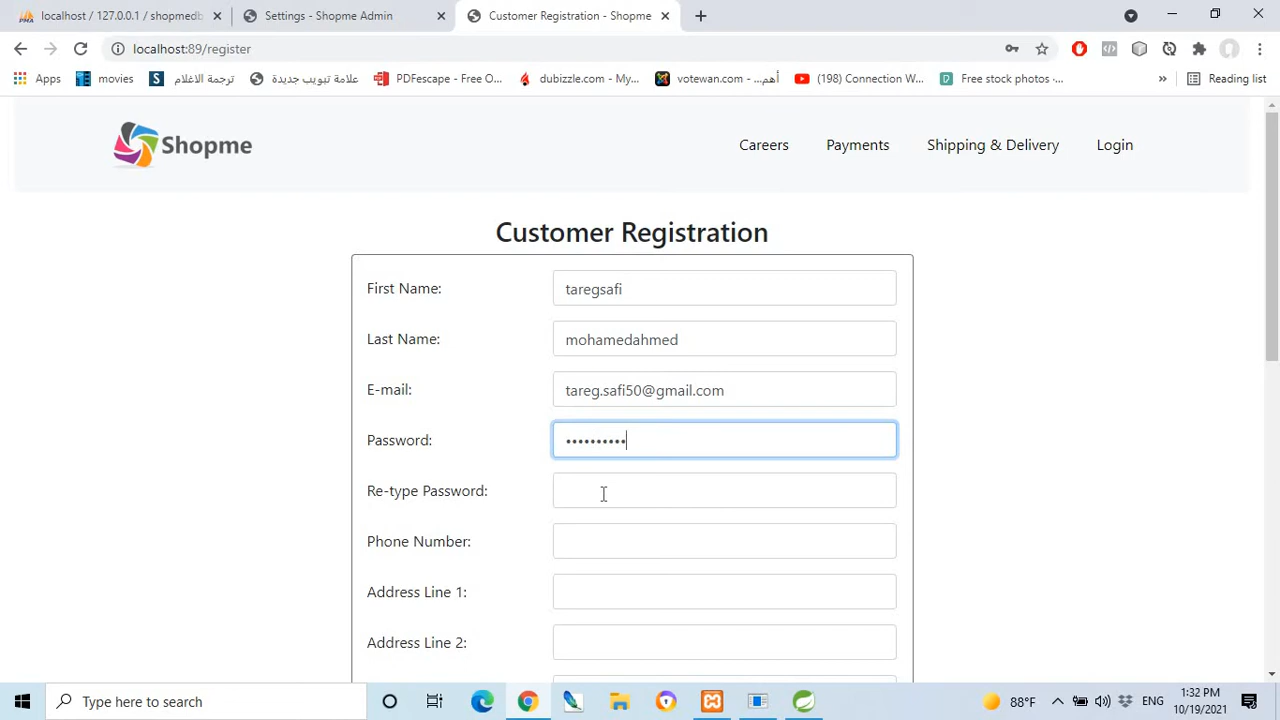 localhost / 127.0.0.1 / shopmedb
Settings - Shopme Admin
Customer Registration - Shopme
localhost:89/register
Apps
movies
S
ترجمة الاغلام
علامة تبويب جديدة
PDFescape - Free O...
dubizzle.com - My...
votewan.com - أهم...
(198) Connection W...
Free stock photos ·...
»
Reading list
Shopme
Careers
Payments
Shipping & Delivery
Login
Customer Registration
First Name:
taregsafi
Last Name:
mohamedahmed
E-mail:
tareg.safi50@gmail.com
Password:
••••••••••
Re-type Password:
Phone Number:
Address Line 1:
Address Line 2:
Type here to search
88°F
ENG
1:32 PM
10/19/2021